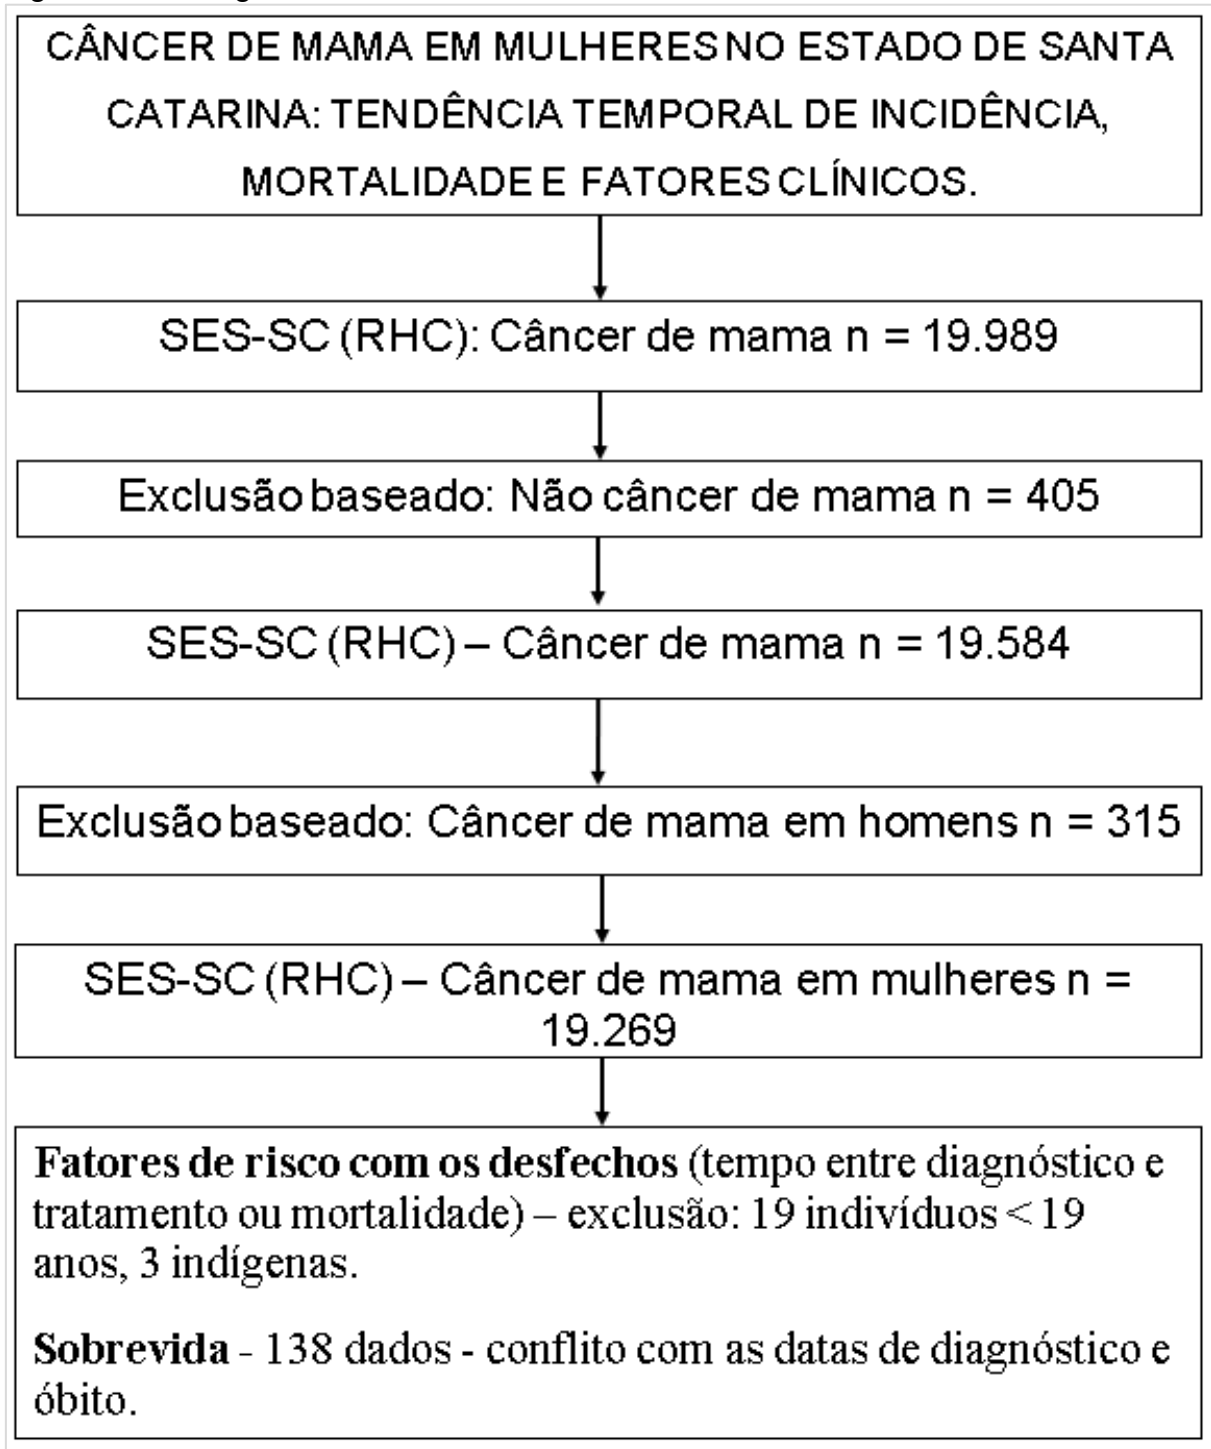 CÂNCER DE MAMA EM MULHERES NO ESTADO DE SANTA
CATARINA: TENDÊNCIA TEMPORAL DE INCIDÊNCIA,
MORTALIDADE E FATORES CLÍNICOS.
SES-SC (RHC): Câncer de mama n = 19.989
Exclusão baseado: Não câncer de mama n = 405
SES-SC (RHC) – Câncer de mama n = 19.584
Exclusão baseado: Câncer de mama em homens n = 315
SES-SC (RHC) – Câncer de mama em mulheres n =
19.269
Fatores de risco com os desfechos (tempo entre diagnóstico e
tratamento ou mortalidade) – exclusão: 19 indivíduos < 19
anos, 3 indígenas.
Sobrevida - 138 dados - conflito com as datas de diagnóstico e
óbito.